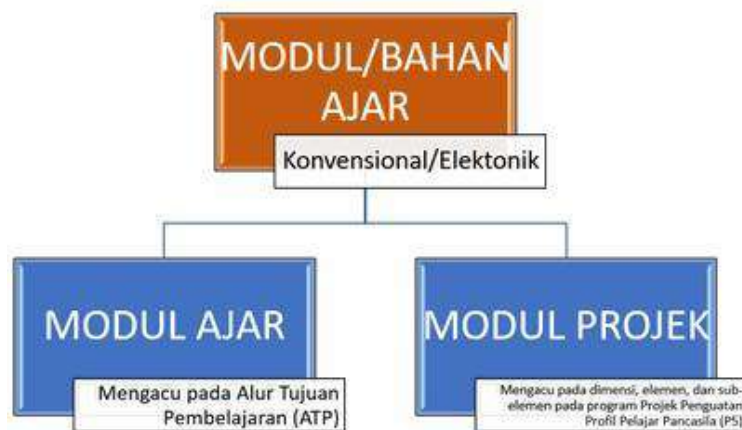 MODUL/BAHAN
AJAR
Konvensional/Elektonik
MODUL AJAR
Mengacu pada Alur Tujuan
Pembelajaran (ATP)
MODUL PROJEK
Mengacu pada dimensi, elemen, dan sub-
elemen pada program Projek Penguatan
Profil Pelajar Pancasila (P5)